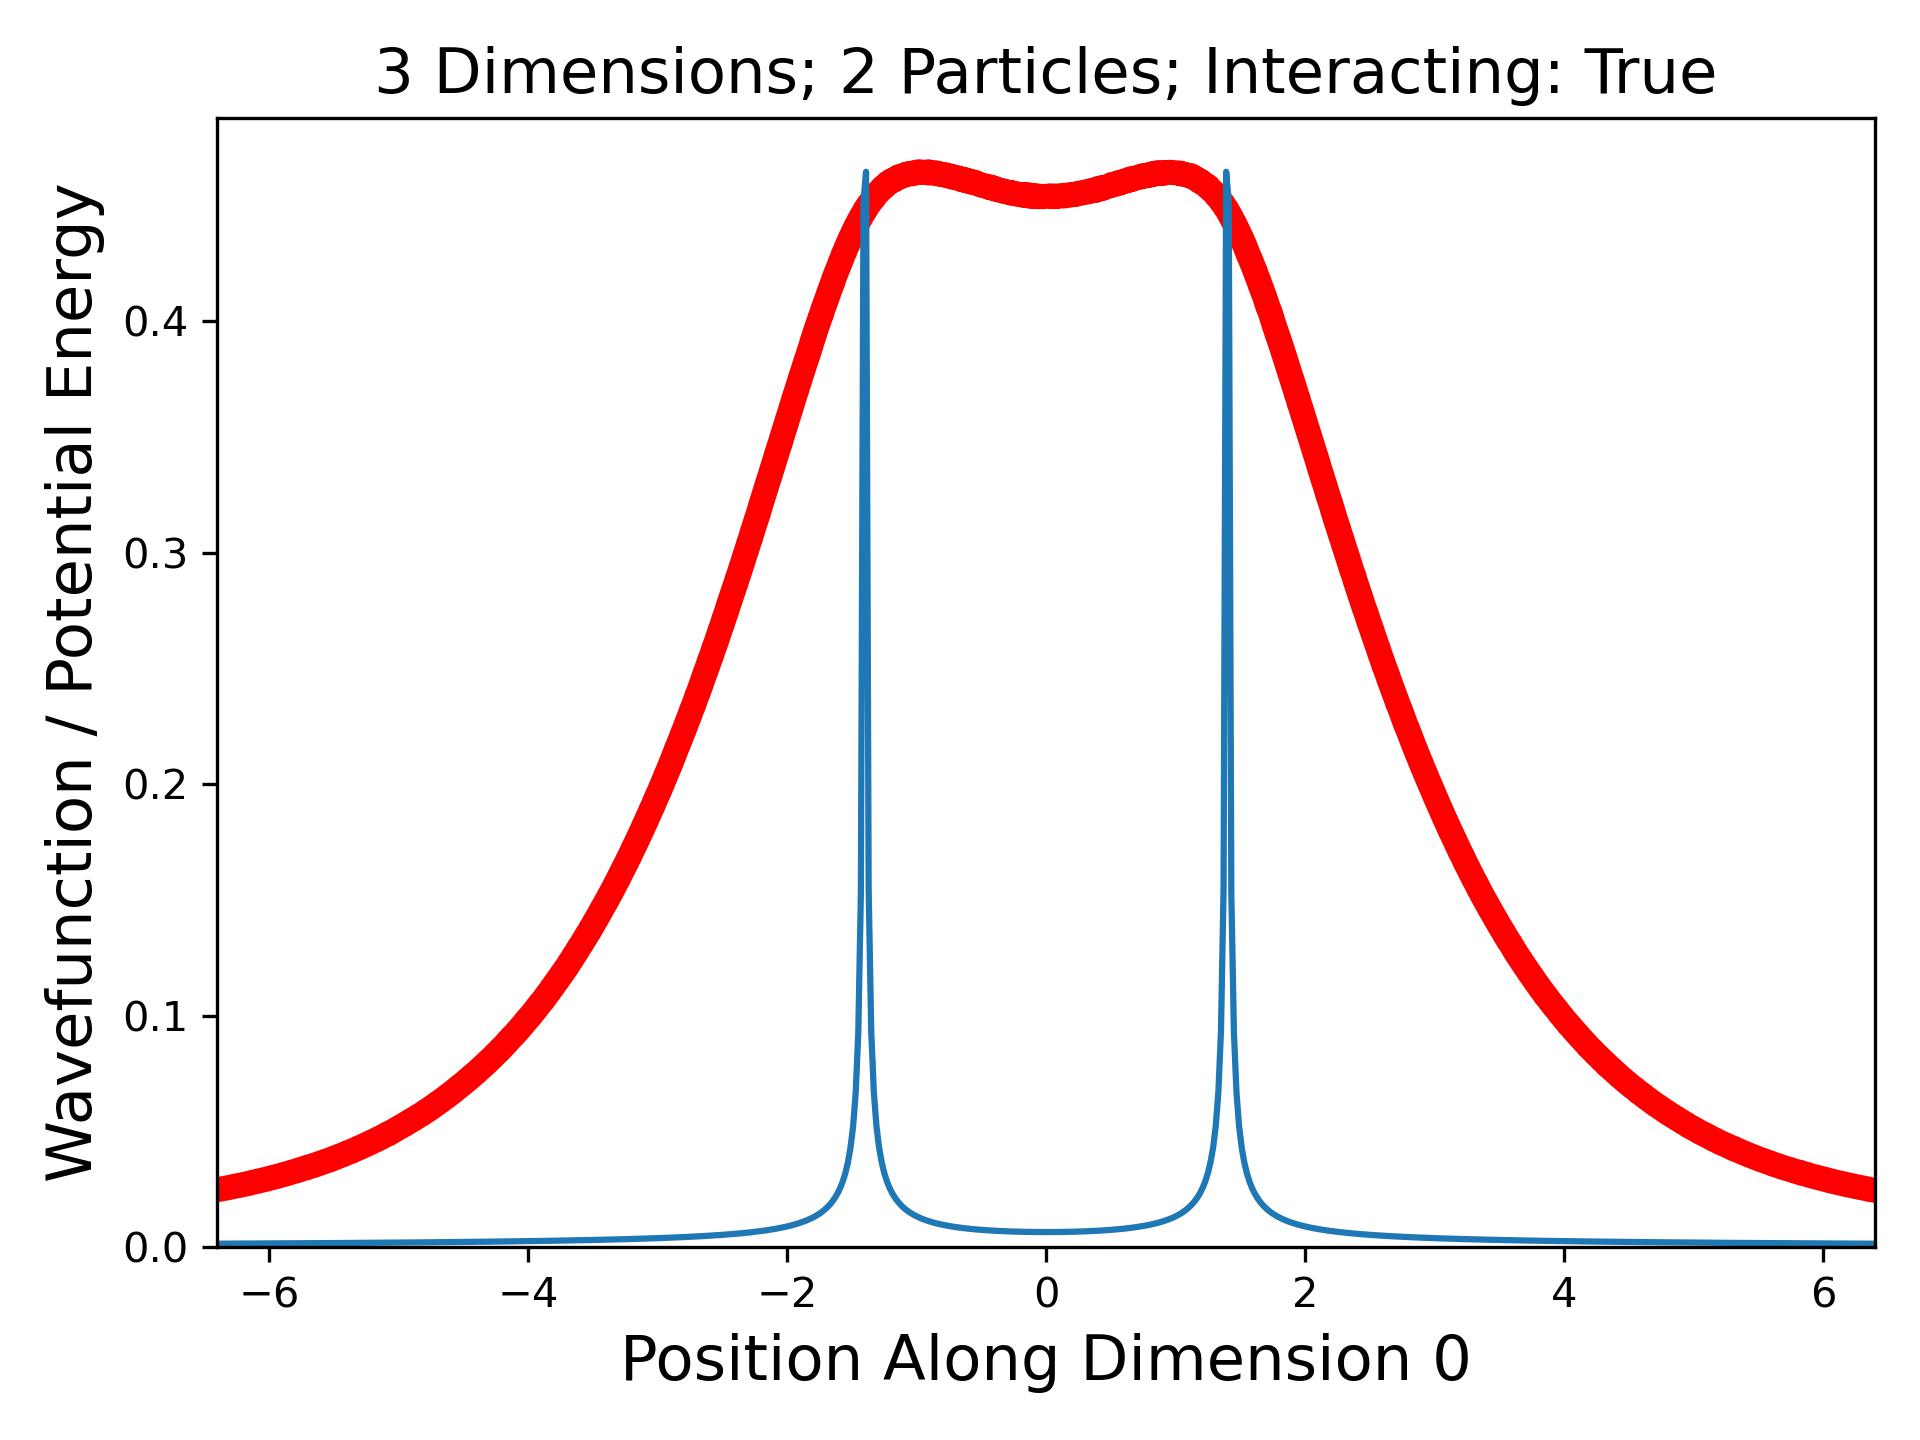 3 Dimensions; 2 Particles; Interacting: True
Wavefunction / Potential Energy
0.4
0.3
0.2
0.1
0.0
−6 −4 −2 0 2 4 6
Position Along Dimension 0